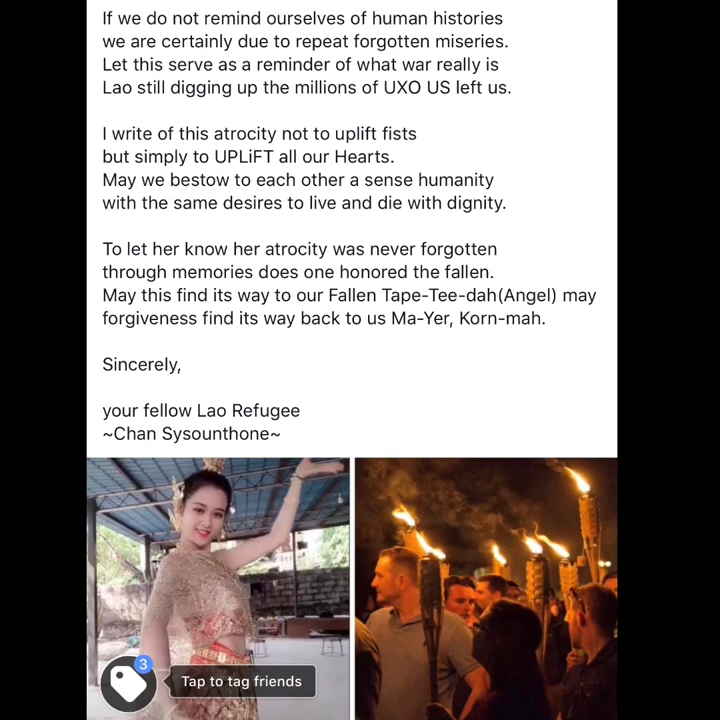 If we do not remind ourselves of human histories
we are certainly due to repeat forgotten miseries.
Let this serve as a reminder of what war really is
Lao still digging up the millions of UXO US left us.
I write of this atrocity not to uplift fists
but simply to UPLiFT all our Hearts.
May we bestow to each other a sense humanity
with the same desires to live and die with dignity.
To let her know her atrocity was never forgotten
through memories does one honored the fallen.
May this find its way to our Fallen Tape-Tee-dah(Angel) may
forgiveness find its way back to us Ma-Yer, Korn-mah.
Sincerely,
your fellow Lao Refugee
~Chan Sysounthone~
3
Tap to tag friends